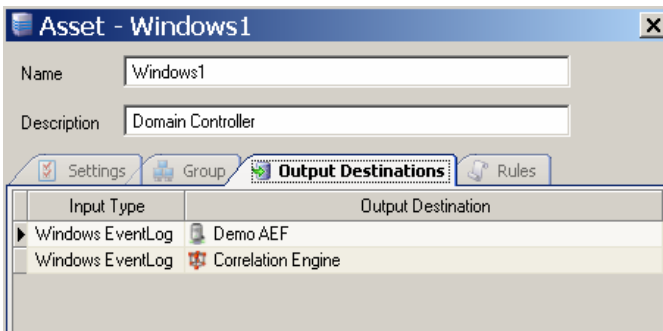 Asset - Windows1
Name Windows1
Description Domain Controller
Settings Group Output Destinations Rules
Input Type Output Destination
Windows EventLog Demo AEF
Windows EventLog Correlation Engine